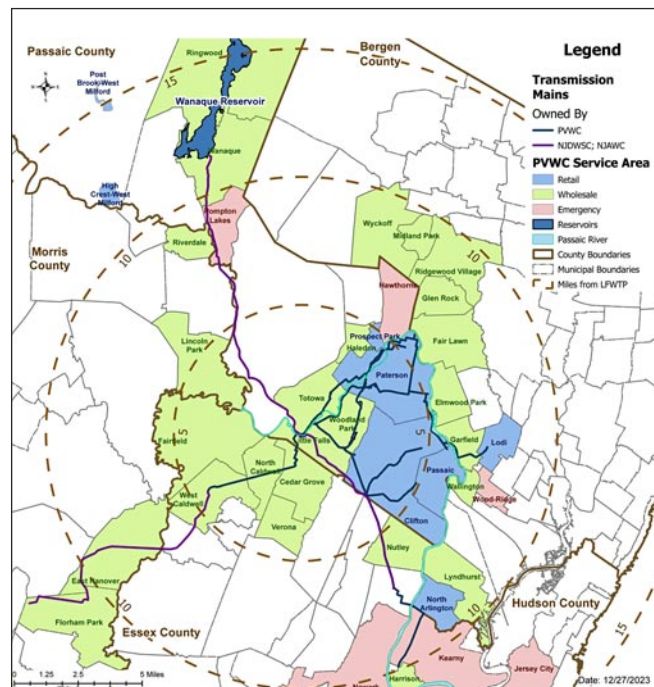 Passaic County
Bergen
County
Legend
Transmission
Mains
Owned By
PVWC
NJDWSC; NJAWC
PVWC Service Area
Retail
Wholesale
Emergency
Reservoirs
Passaic River
County Boundaries
Municipal Boundaries
Miles from LFWTP
Ringwood
15
15
Post
Brook-West
Milford
Wanaque Reservoir
Wanaque
High
Crest-West
Milford
Pompton
Lakes
Riverdale
Morris
County
10
10
Wyckoff
Midland Park
Ridgewood Village
Glen Rock
Hawthorne
Fair Lawn
Prospect Park
Haledon
Lincoln
Park
Paterson
Totowa
Elmwood Park
Woodland
Park
5
5
Garfield
Lodi
Fairfield
North
Caldwell
Cedar Grove
Passaic
Wallington
Wood-Ridge
West
Caldwell
Verona
Clifton
Nutley
Lyndhurst
East Hanover
10
10
North
Arlington
Hudson County
Florham Park
Essex County
15
Kearny
Jersey City
Harrison
0
1.25
2.5
5 Miles
Date: 12/27/2023